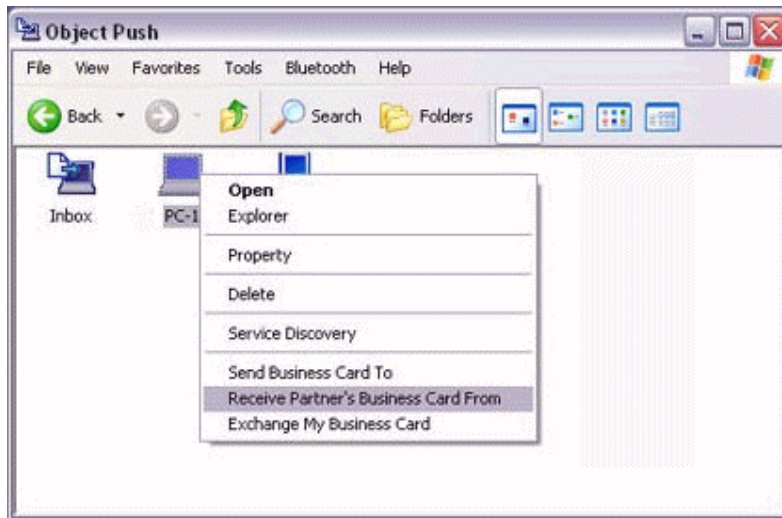 Object Push
File View Favorites Tools Bluetooth Help
Back Search Folders
Inbox PC-1
Open
Explorer
Property
Delete
Service Discovery
Send Business Card To
Receive Partner's Business Card From
Exchange My Business Card